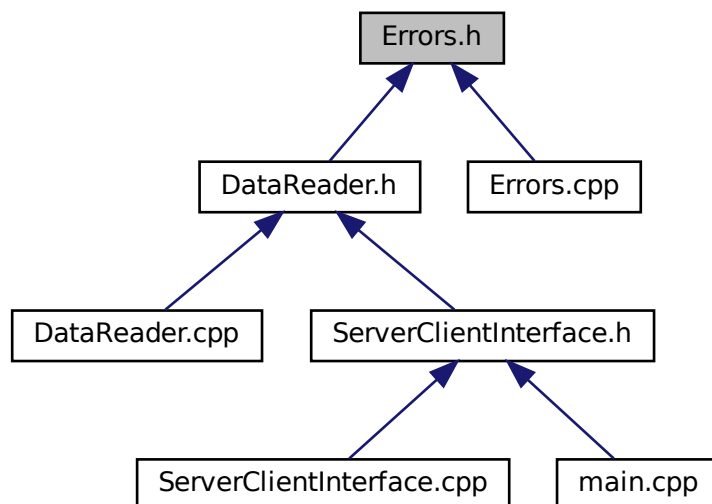 Errors.h
DataReader.h
Errors.cpp
DataReader.cpp
ServerClientInterface.h
ServerClientInterface.cpp
main.cpp